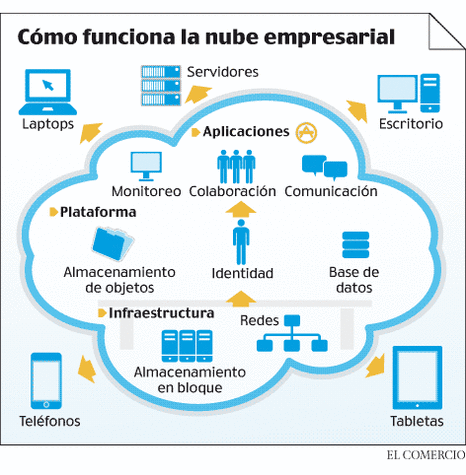 Cómo funciona la nube empresarial
Servidores
Laptops
Escritorio
Aplicaciones
Monitoreo
Colaboración
Comunicación
Plataforma
Almacenamiento
de objetos
Identidad
Base de
datos
Infraestructura
Redes
Almacenamiento
en bloque
Teléfonos
Tabletas
EL COMERCIO